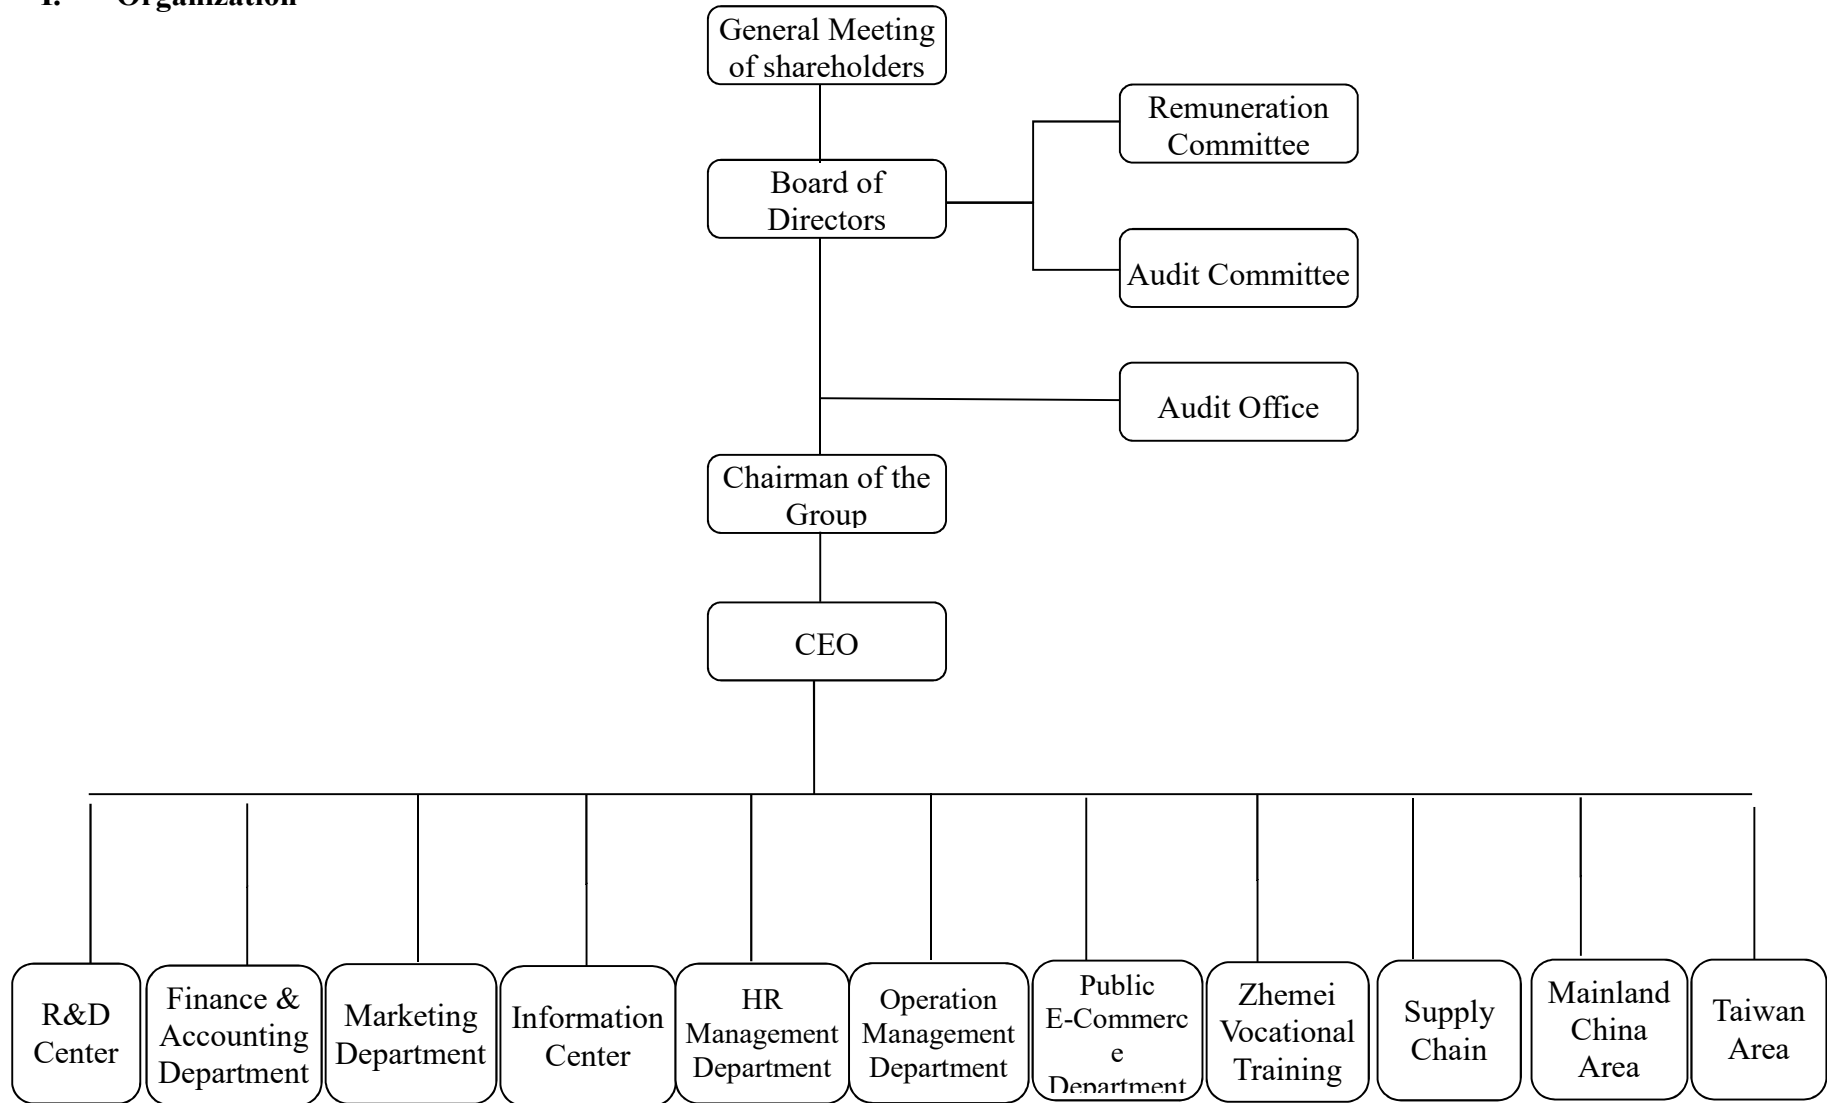 I. Organization
General Meeting
of shareholders
Remuneration
Committee
Board of
Directors
Audit Committee
Audit Office
Chairman of the
Group
CEO
R&D
Center
Finance &
Accounting
Department
Marketing
Department
Information
Center
HR
Management
Department
Operation
Management
Department
Public
E-Commerc
e
Department
Zhemei
Vocational
Training
Supply
Chain
Mainland
China
Area
Taiwan
Area